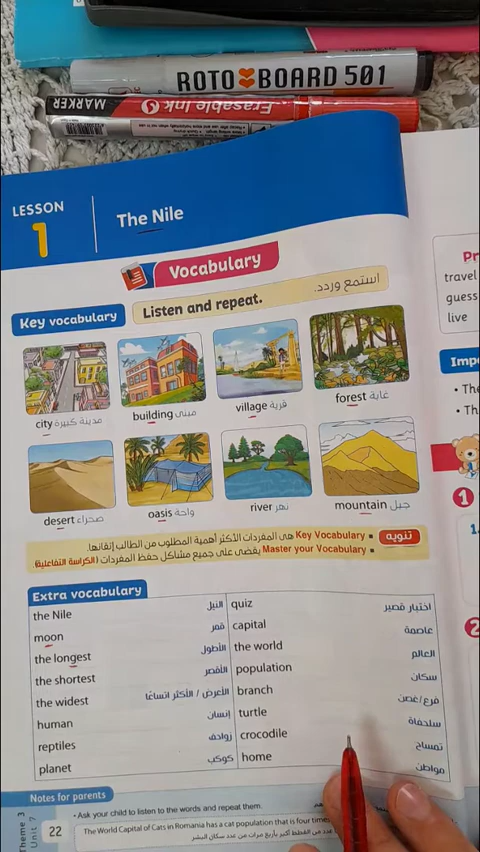 ROTO BOARD 501
Erasable Ink
MARKER
LESSON
1
The Nile
Vocabulary
Key vocabulary
Listen and repeat.
استمع وردد.
city مدينة كبيرة
building مبنى
village قرية
forest غابة
desert صحراء
oasis واحة
river نهر
mountain جبل
تنويه
Key Vocabulary هى المفردات الأكثر أهمية المطلوب من الطالب إتقانها.
Master your Vocabulary يقضى على جميع مشاكل حفظ المفردات (الكراسة التفاعلية)
Extra vocabulary
the Nile النيل
moon قمر
the longest الأطول
the shortest الأقصر
the widest الأعرض / الأكثر اتساعًا
human إنسان
reptiles زواحف
planet كوكب
quiz اختبار قصير
capital عاصمة
the world العالم
population سكان
branch فرع/غصن
turtle سلحفاة
crocodile تمساح
home مواطن
Notes for parents
• Ask your child to listen to the words and repeat them.
The World Capital of Cats in Romania has a cat population that is four times
Theme 3
Unit 7
22
Pr
travel
guess
live
Impo
• The
• Th
1
1.
2